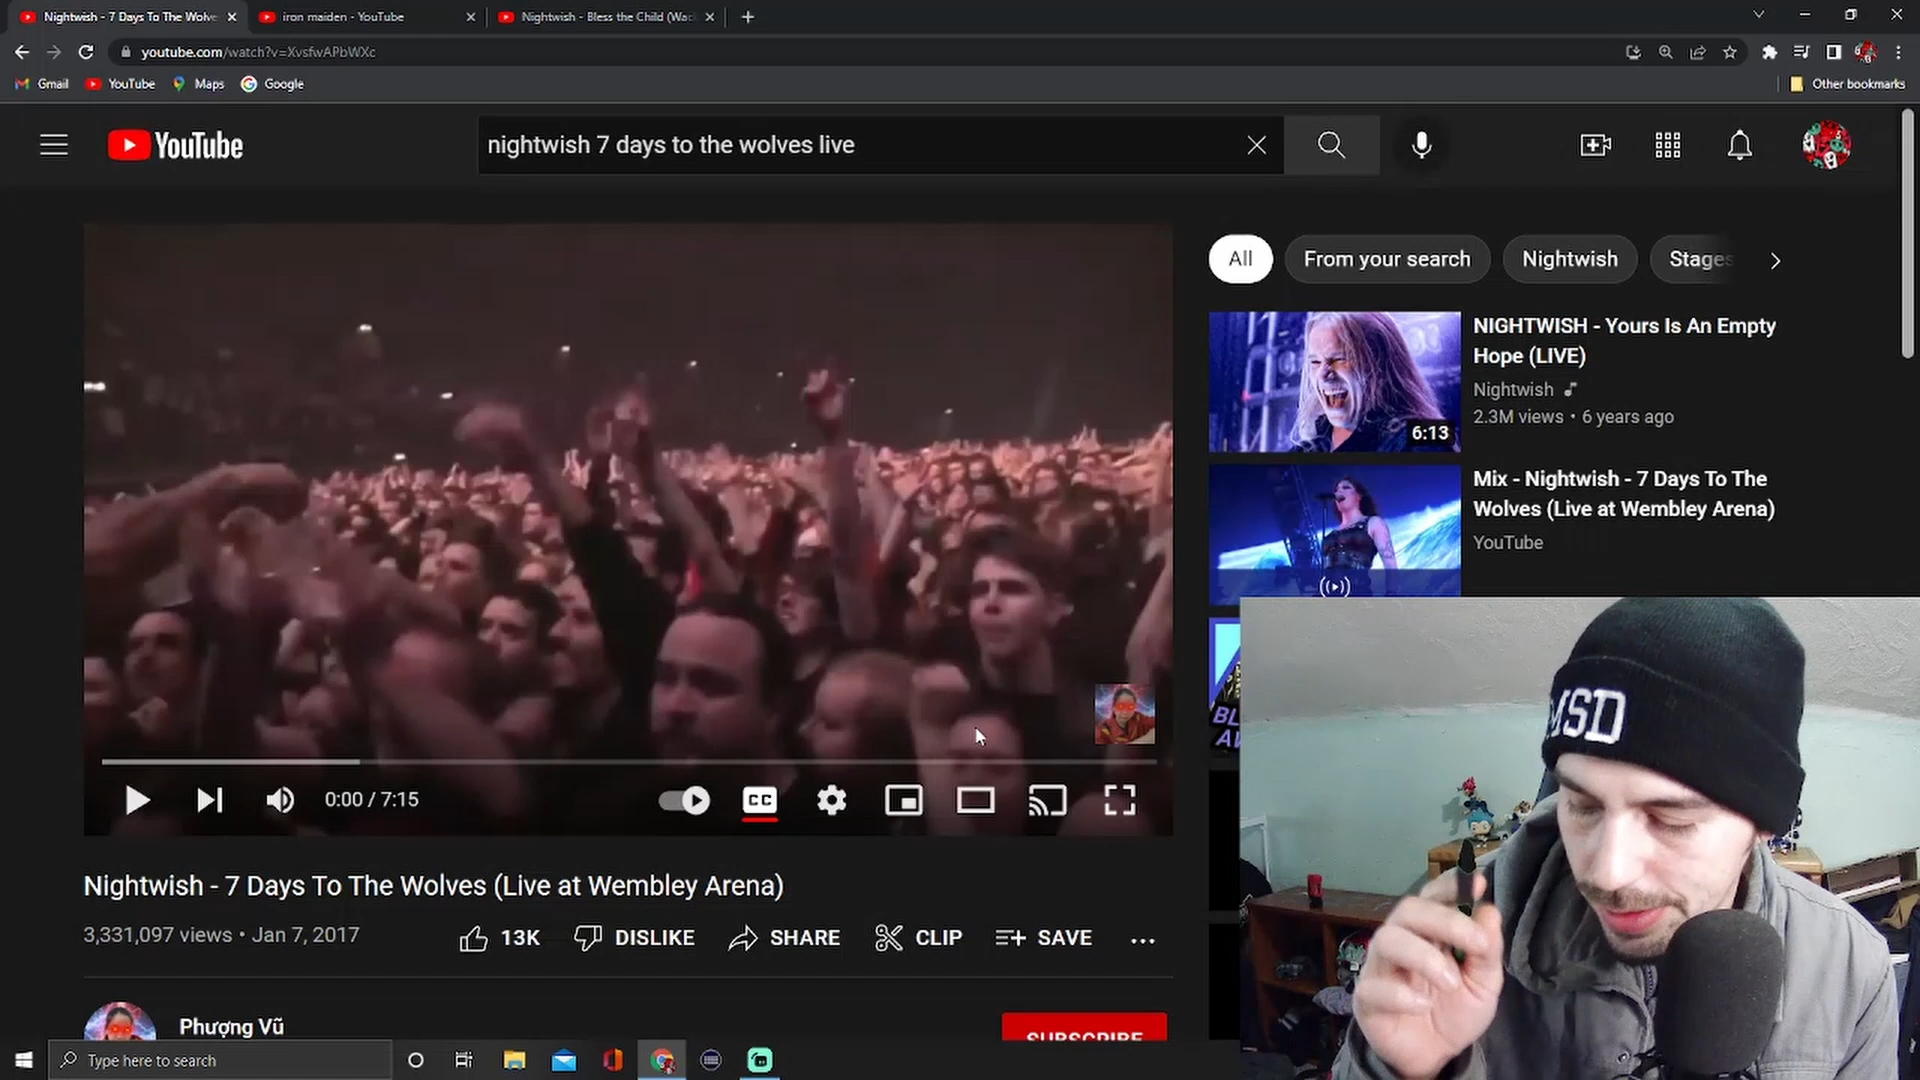 Nightwish - 7 Days To The Wolve
iron maiden - YouTube
Nightwish - Bless the Child (Wac
youtube.com/watch?v=XvsfwAPbWXc
Gmail
YouTube
Maps
Google
Other bookmarks
YouTube
nightwish 7 days to the wolves live
All
From your search
Nightwish
Stages
NIGHTWISH - Yours Is An Empty
Hope (LIVE)
Nightwish
2.3M views • 6 years ago
6:13
Mix - Nightwish - 7 Days To The
Wolves (Live at Wembley Arena)
YouTube
0:00 / 7:15
CC
Nightwish - 7 Days To The Wolves (Live at Wembley Arena)
3,331,097 views • Jan 7, 2017
13K
DISLIKE
SHARE
CLIP
SAVE
Phượng Vũ
SUBSCRIBE
MSD
Type here to search